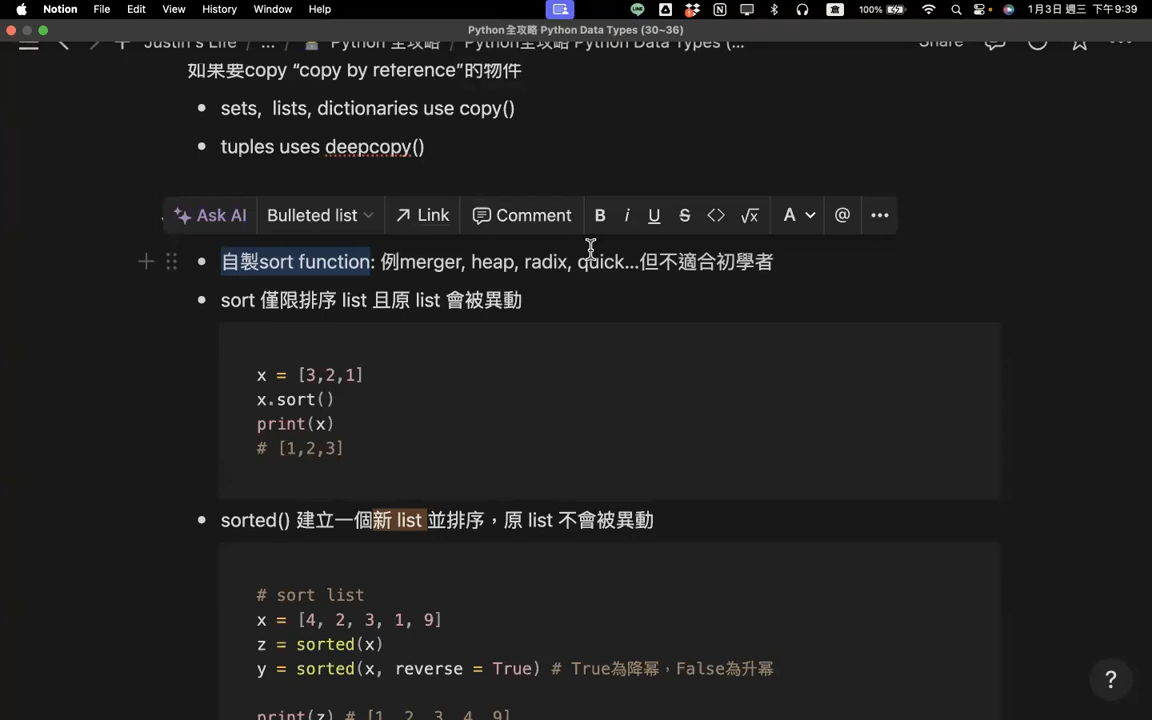 Notion File Edit View History Window Help 100% 1月3日 週三 下午9:39
Python全攻略 Python Data Types (30~36)
Justin's Life / ... / Python 全攻略 / Python全攻略 Python Data Types (... Share
如果要copy “copy by reference”的物件
• sets, lists, dictionaries use copy()
• tuples uses deepcopy()
Ask AI Bulleted list Link Comment B i U S <> √x A @ •••
• 自製sort function: 例merger, heap, radix, quick...但不適合初學者
• sort 僅限排序 list 且原 list 會被異動
x = [3,2,1]
x.sort()
print(x)
# [1,2,3]
• sorted() 建立一個新 list 並排序，原 list 不會被異動
# sort list
x = [4, 2, 3, 1, 9]
z = sorted(x)
y = sorted(x, reverse = True) # True為降冪，False為升冪
print(z) # [1, 2, 3, 4, 9]
?